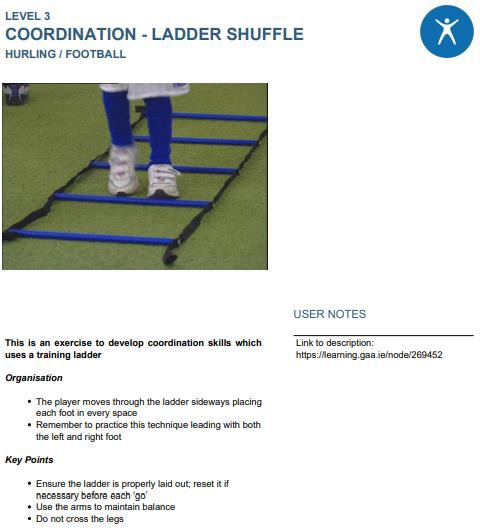 LEVEL 3
COORDINATION - LADDER SHUFFLE
HURLING / FOOTBALL
USER NOTES
Link to description:
https://learning.gaa.ie/node/269452
This is an exercise to develop coordination skills which
uses a training ladder
Organisation
• The player moves through the ladder sideways placing
each foot in every space
• Remember to practice this technique leading with both
the left and right foot
Key Points
• Ensure the ladder is properly laid out; reset it if
necessary before each ‘go’
• Use the arms to maintain balance
• Do not cross the legs